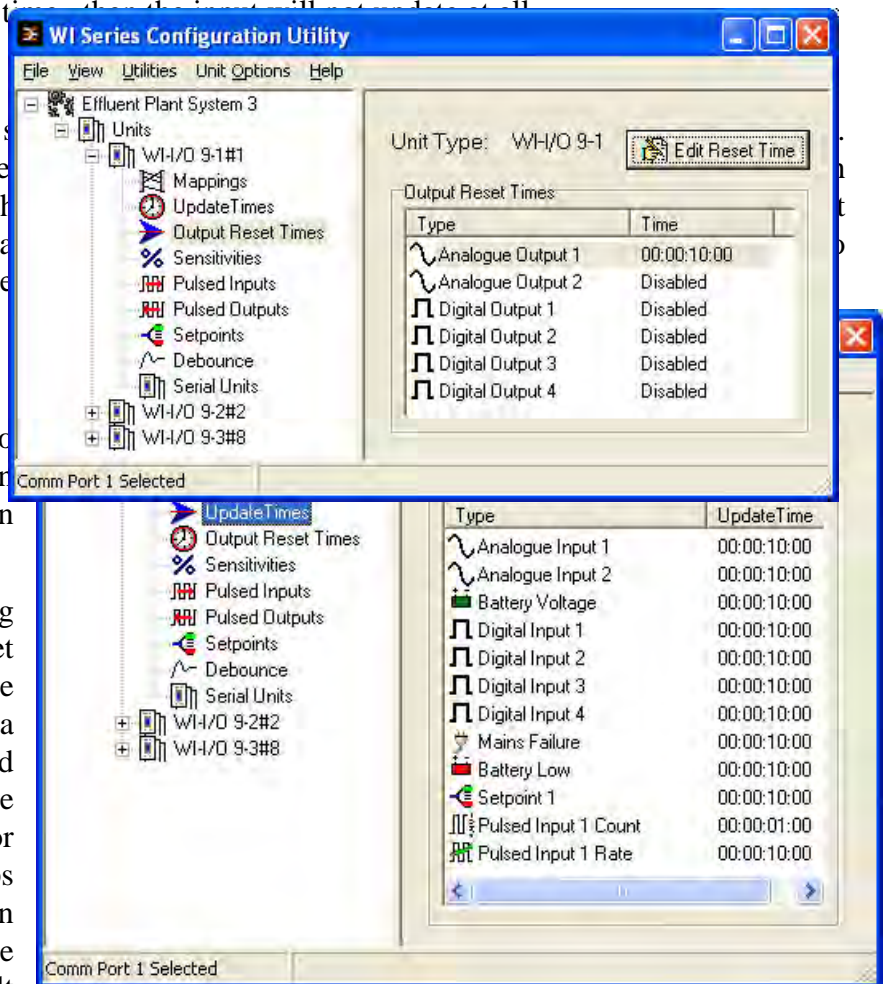 time, then the input will not update at all
WI Series Configuration Utility
File View Utilities Unit Options Help
Effluent Plant System 3
Units
WI-I/O 9-1#1
Mappings
UpdateTimes
Output Reset Times
Sensitivities
Pulsed Inputs
Pulsed Outputs
Setpoints
Debounce
Serial Units
WI-I/O 9-2#2
WI-I/O 9-3#8
Unit Type: WI-I/O 9-1
Edit Reset Time
Output Reset Times
Type Time
Analogue Output 1 00:00:10:00
Analogue Output 2 Disabled
Digital Output 1 Disabled
Digital Output 2 Disabled
Digital Output 3 Disabled
Digital Output 4 Disabled
Comm Port 1 Selected
UpdateTimes
Output Reset Times
Sensitivities
Pulsed Inputs
Pulsed Outputs
Setpoints
Debounce
Serial Units
WI-I/O 9-2#2
WI-I/O 9-3#8
Type UpdateTime
Analogue Input 1 00:00:10:00
Analogue Input 2 00:00:10:00
Battery Voltage 00:00:10:00
Digital Input 1 00:00:10:00
Digital Input 2 00:00:10:00
Digital Input 3 00:00:10:00
Digital Input 4 00:00:10:00
Mains Failure 00:00:10:00
Battery Low 00:00:10:00
Setpoint 1 00:00:10:00
Pulsed Input 1 Count 00:00:01:00
Pulsed Input 1 Rate 00:00:10:00
Comm Port 1 Selected